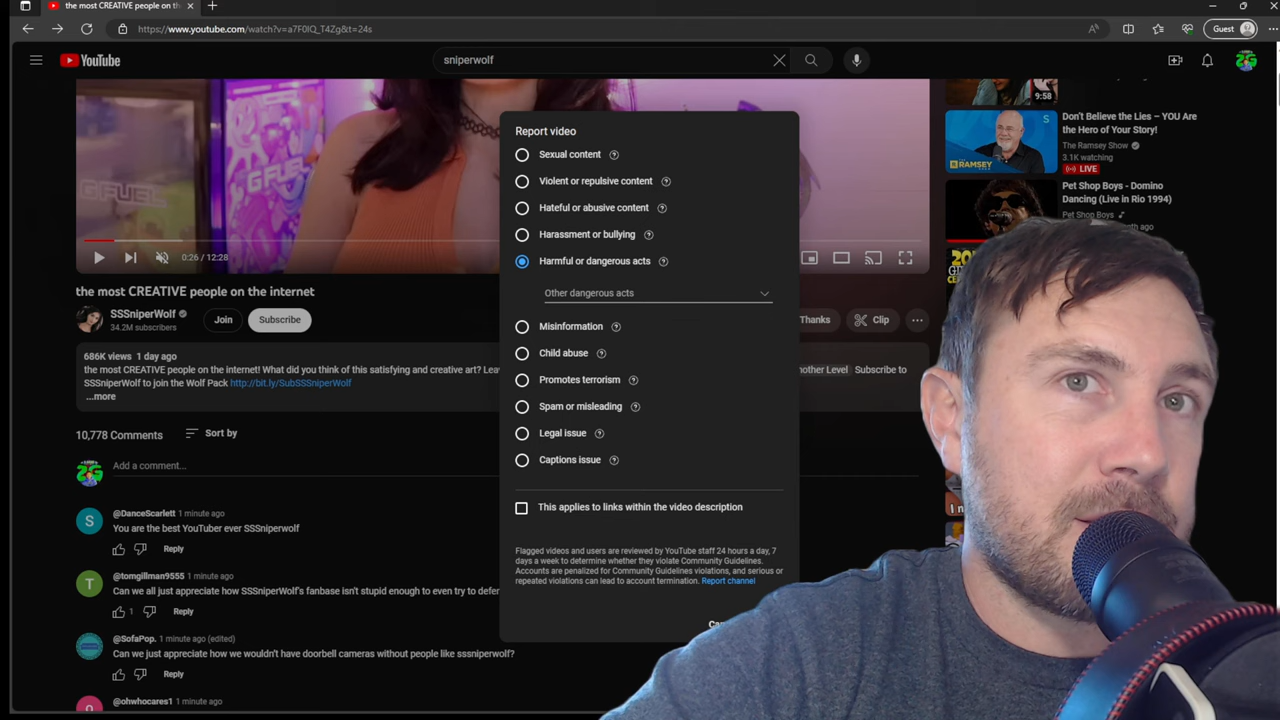 the most CREATIVE people on th
https://www.youtube.com/watch?v=a7F0lQ_T4Zg&t=24s
Guest
YouTube
sniperwolf
GFUEL
0:26 / 12:28
the most CREATIVE people on the internet
SSSniperWolf
34.2M subscribers
Join
Subscribe
Thanks
Clip
686K views 1 day ago
the most CREATIVE people on the internet! What did you think of this satisfying and creative art? Lea
nother Level Subscribe to
SSSniperWolf to join the Wolf Pack http://bit.ly/SubSSSniperWolf
...more
10,778 Comments
Sort by
Add a comment...
S
@DanceScarlett 1 minute ago
You are the best YouTuber ever SSSniperwolf
Reply
T
@tomgillman9555 1 minute ago
Can we all just appreciate how SSSniperWolf's fanbase isn't stupid enough to even try to defen
1
Reply
@SofaPop. 1 minute ago (edited)
Can we just appreciate how we wouldn't have doorbell cameras without people like sssniperwolf?
Reply
@ohwhocares1 1 minute ago
Report video
Sexual content
Violent or repulsive content
Hateful or abusive content
Harassment or bullying
Harmful or dangerous acts
Other dangerous acts
Misinformation
Child abuse
Promotes terrorism
Spam or misleading
Legal issue
Captions issue
This applies to links within the video description
Flagged videos and users are reviewed by YouTube staff 24 hours a day, 7
days a week to determine whether they violate Community Guidelines.
Accounts are penalized for Community Guidelines violations, and serious or
repeated violations can lead to account termination. Report channel
9:58
S
RAMSEY
Don't Believe the Lies – YOU Are
the Hero of Your Story!
The Ramsey Show
3.1K watching
LIVE
Pet Shop Boys - Domino
Dancing (Live in Rio 1994)
Pet Shop Boys